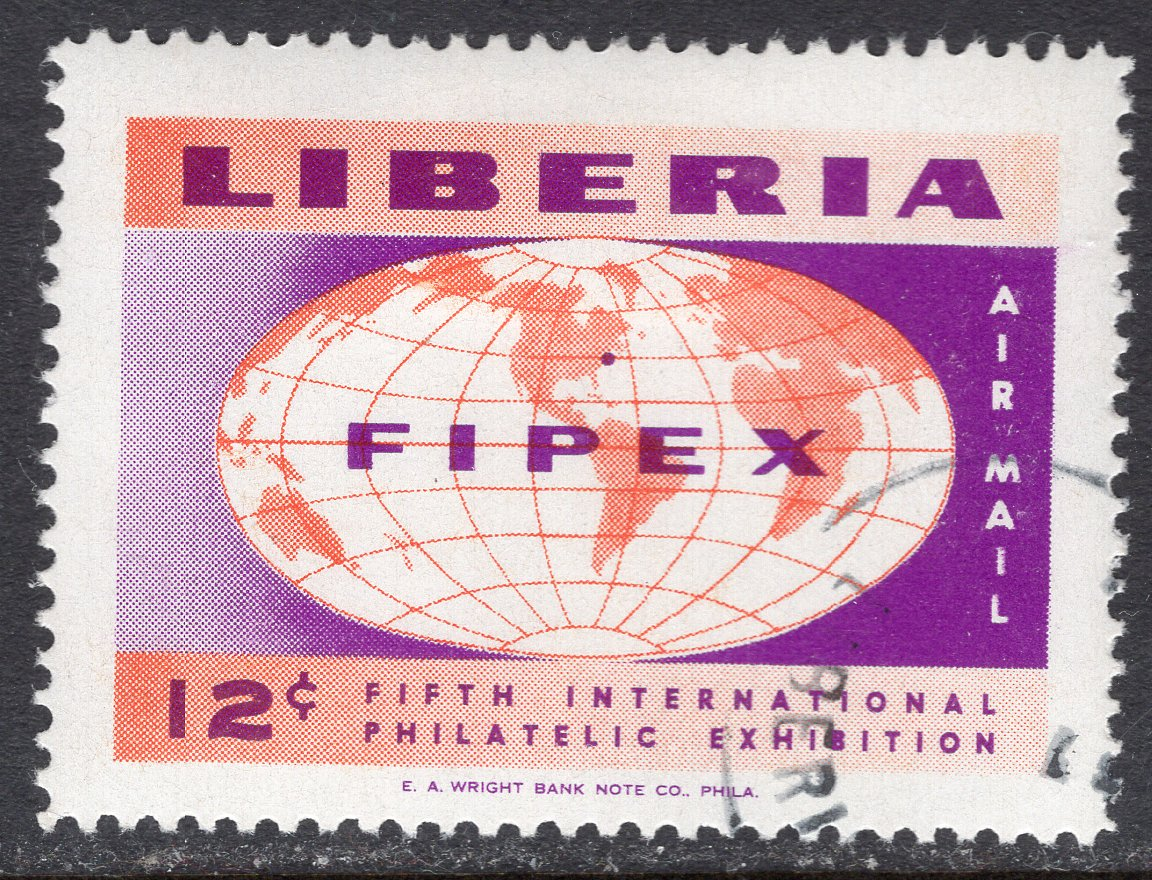 LIBERIA
AIR MAIL
FIPEX
12¢
FIFTH INTERNATIONAL
PHILATELIC EXHIBITION
E. A. WRIGHT BANK NOTE CO., PHILA.